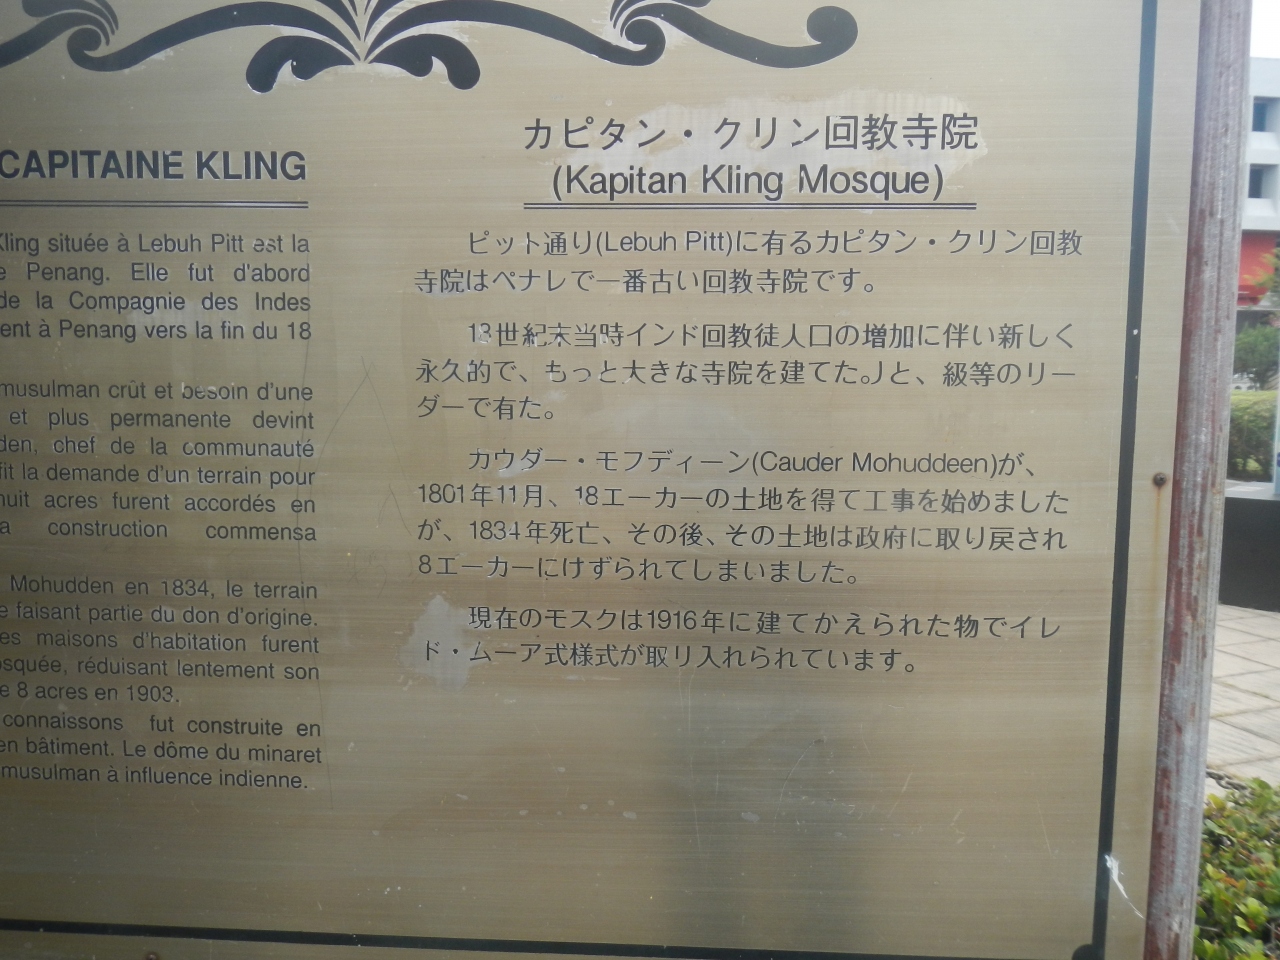 CAPITAINE KLING
Kling située à Lebuh Pitt est la
Penang. Elle fut d'abord
de la Compagnie des Indes
ent à Penang vers la fin du 18
musulman crût et besoin d'une
et plus permanente devint
den, chef de la communauté
fit la demande d'un terrain pour
huit acres furent accordés en
a construction commensa
Mohudden en 1834, le terrain
e faisant partie du don d'origine.
es maisons d'habitation furent
osquée, réduisant lentement son
e 8 acres en 1903.
connaissons fut construite en
en bâtiment. Le dôme du minaret
musulman à influence indienne.
カピタン・クリン回教寺院
(Kapitan Kling Mosque)
ピット通り(Lebuh Pitt)に有るカピタン・クリン回教
寺院はペナレで一番古い回教寺院です。
18世紀末当時インド回教徒人口の増加に伴い新しく
永久的で、もっと大きな寺院を建てた。」と、級等のリー
ダーで有た。
カウダー・モフディーン(Cauder Mohuddeen)が、
1801年11月、18エーカーの土地を得て工事を始めました
が、1834年死亡、その後、その土地は政府に取り戻され
8エーカーにけずられてしまいました。
現在のモスクは1916年に建てかえられた物でイレ
ド・ムーア式様式が取り入れられています。